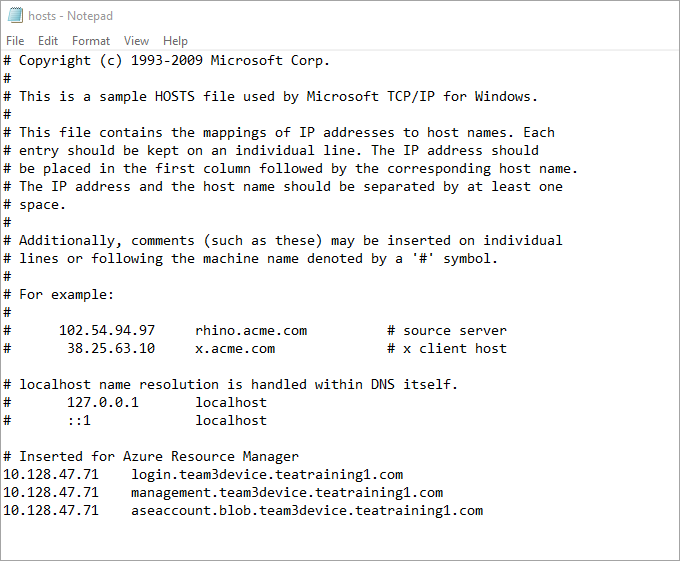 hosts - Notepad
File Edit Format View Help
# Copyright (c) 1993-2009 Microsoft Corp.
#
# This is a sample HOSTS file used by Microsoft TCP/IP for Windows.
#
# This file contains the mappings of IP addresses to host names. Each
# entry should be kept on an individual line. The IP address should
# be placed in the first column followed by the corresponding host name.
# The IP address and the host name should be separated by at least one
# space.
#
# Additionally, comments (such as these) may be inserted on individual
# lines or following the machine name denoted by a '#' symbol.
#
# For example:
#
#      102.54.94.97     rhino.acme.com          # source server
#       38.25.63.10     x.acme.com              # x client host

# localhost name resolution is handled within DNS itself.
#       127.0.0.1       localhost
#       ::1             localhost

# Inserted for Azure Resource Manager
10.128.47.71    login.team3device.teatraining1.com
10.128.47.71    management.team3device.teatraining1.com
10.128.47.71    aseaccount.blob.team3device.teatraining1.com